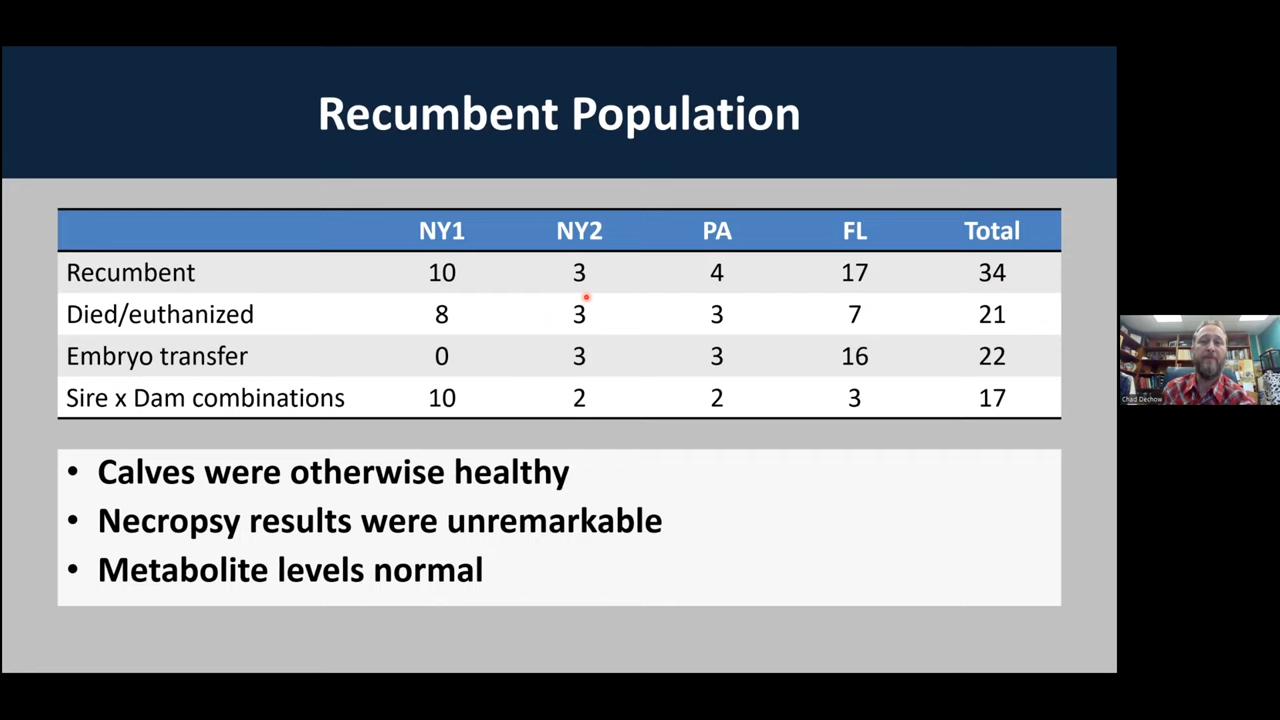 Recumbent Population
NY1 NY2 PA FL Total
Recumbent 10 3 4 17 34
Died/euthanized 8 3 3 7 21
Embryo transfer 0 3 3 16 22
Sire x Dam combinations 10 2 2 3 17
• Calves were otherwise healthy
• Necropsy results were unremarkable
• Metabolite levels normal
Chad Dechow